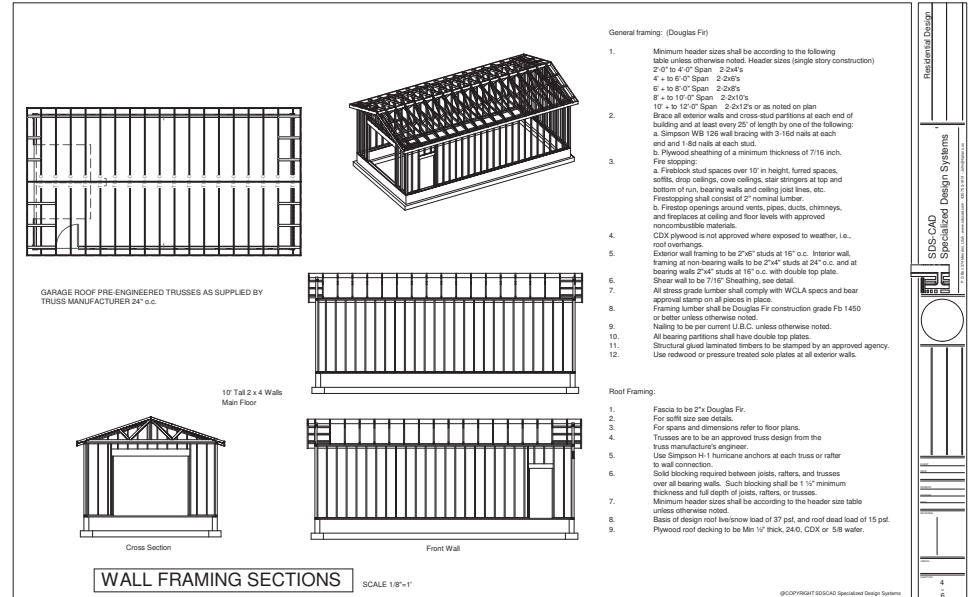 General framing: (Douglas Fir)
1. Minimum header sizes shall be according to the following
table unless otherwise noted. Header sizes (single story construction)
2'-0" to 4'-0" Span 2-2x4's
4' + to 6'-0" Span 2-2x6's
6' + to 8'-0" Span 2-2x8's
8' + to 10'-0" Span 2-2x10's
10' + to 12'-0" Span 2-2x12's or as noted on plan
2. Brace all exterior walls and cross-stud partitions at each end of
building and at least every 25' of length by one of the following:
a. Simpson WB 126 wall bracing with 3-16d nails at each
end and 1-8d nails at each stud.
b. Plywood sheathing of a minimum thickness of 7/16 inch.
3. Fire stopping:
a. Fireblock stud spaces over 10' in height, furred spaces,
soffits, drop ceilings, cove ceilings, stair stringers at top and
bottom of run, bearing walls and ceiling joist lines, etc.
Firestopping shall consist of 2" nominal lumber.
b. Firestop openings around vents, pipes, ducts, chimneys,
and fireplaces at ceiling and floor levels with approved
noncombustible materials.
4. CDX plywood is not approved where exposed to weather, i.e.,
roof overhangs.
5. Exterior wall framing to be 2"x6" studs at 16" o.c. Interior wall,
framing at non-bearing walls to be 2"x4" studs at 24" o.c. and at
bearing walls 2"x4" studs at 16" o.c. with double top plate.
6. Shear wall to be 7/16" Sheathing, see detail.
7. All stress grade lumber shall comply with WCLA specs and bear
approval stamp on all pieces in place.
8. Framing lumber shall be Douglas Fir construction grade Fb 1450
or better unless otherwise noted.
9. Nailing to be per current U.B.C. unless otherwise noted.
10. All bearing partitions shall have double top plates.
11. Structural glued laminated timbers to be stamped by an approved agency.
12. Use redwood or pressure treated sole plates at all exterior walls.
Roof Framing:
1. Fascia to be 2"x Douglas Fir.
2. For soffit size see details.
3. For spans and dimensions refer to floor plans.
4. Trusses are to be an approved truss design from the
truss manufacture's engineer.
5. Use Simpson H-1 hurricane anchors at each truss or rafter
to wall connection.
6. Solid blocking required between joists, rafters, and trusses
over all bearing walls. Such blocking shall be 1 ½" minimum
thickness and full depth of joists, rafters, or trusses.
7. Minimum header sizes shall be according to the header size table
unless otherwise noted.
8. Basis of design roof live/snow load of 37 psf, and roof dead load of 15 psf.
9. Plywood roof decking to be Min ½" thick, 24/0, CDX or 5/8 wafer.
GARAGE ROOF PRE-ENGINEERED TRUSSES AS SUPPLIED BY
TRUSS MANUFACTURER 24" o.c.
10' Tall 2 x 4 Walls
Main Floor
Cross Section
Front Wall
WALL FRAMING SECTIONS
SCALE 1/8"=1'
@COPYRIGHT SDSCAD Specialized Design Systems
Residential Design
SDS-CAD
Specialized Design Systems
4
6